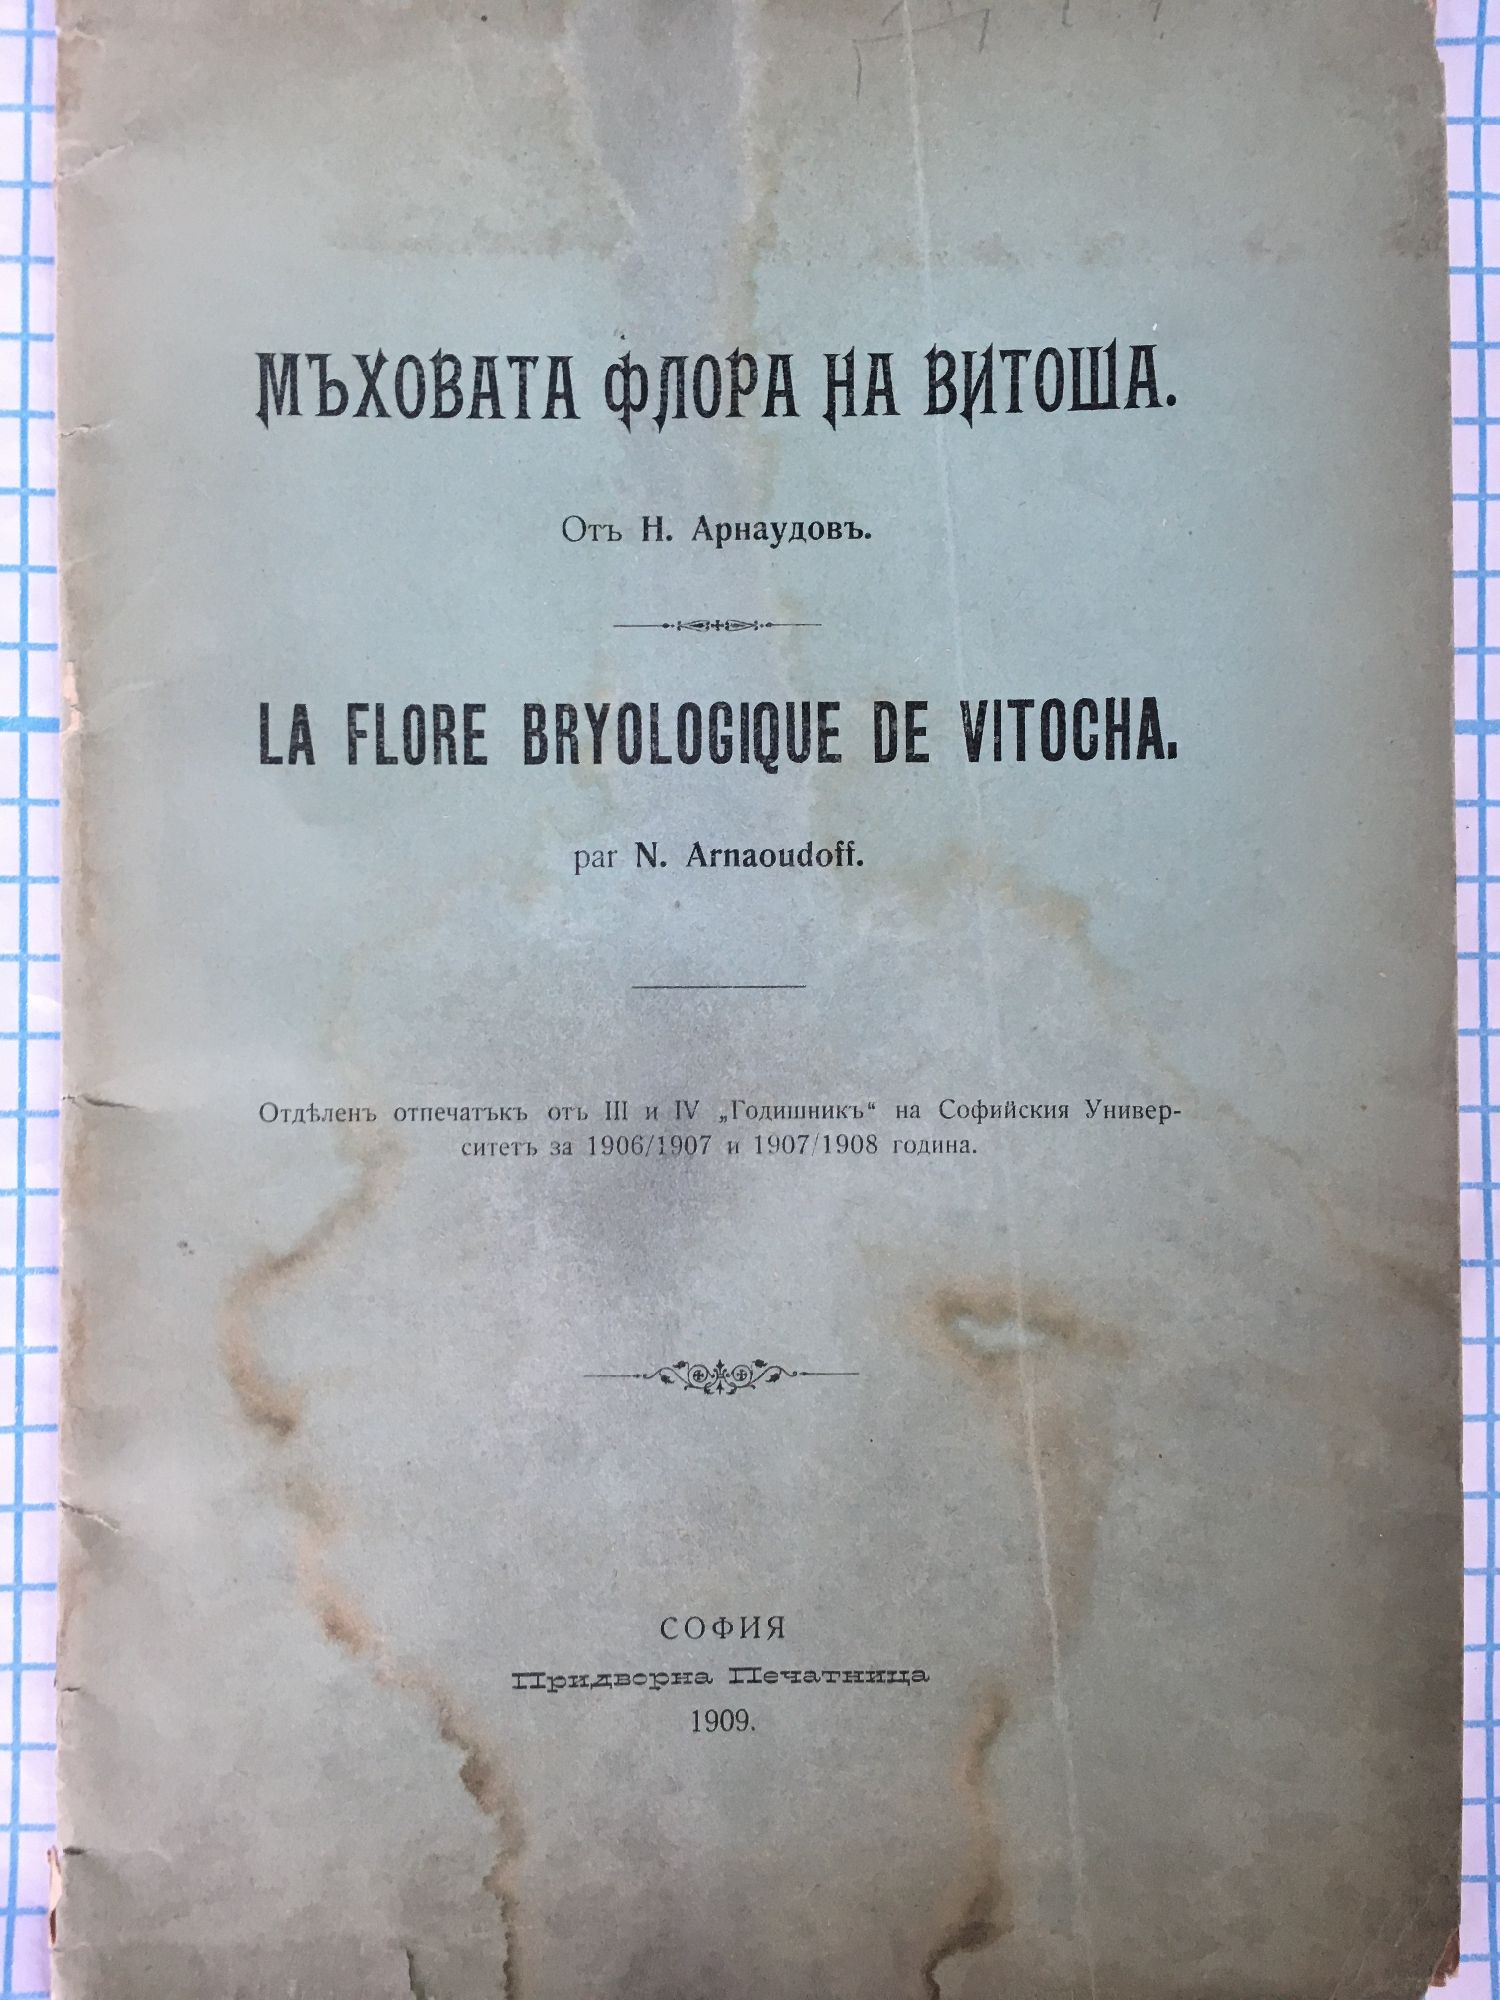 МЪХОВАТА ФЛОРА НА ВИТОША.
Отъ Н. Арнаудовъ.
LA FLORE BRYOLOGIQUE DE VITOCHA.
par N. Arnaoudoff.
Отдѣленъ отпечатъкъ отъ III и IV „Годишникъ“ на Софийския Универ-
ситетъ за 1906/1907 и 1907/1908 година.
СОФИЯ
Придворна Печатница
1909.